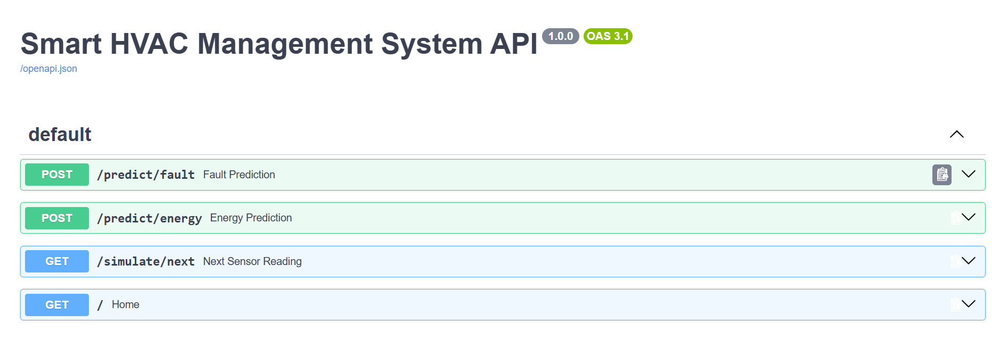 Smart HVAC Management System API 1.0.0 OAS 3.1
/openapi.json
default
POST /predict/fault Fault Prediction
POST /predict/energy Energy Prediction
GET /simulate/next Next Sensor Reading
GET / Home